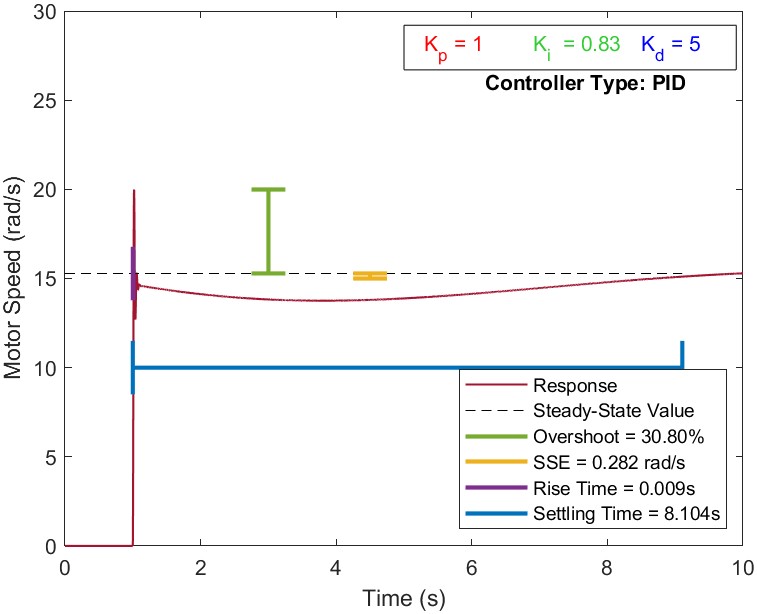 30
25
20
15
10
5
0
Motor Speed (rad/s)
Kp = 1 Ki = 0.83 Kd = 5
Controller Type: PID
Response
Steady-State Value
Overshoot = 30.80%
SSE = 0.282 rad/s
Rise Time = 0.009s
Settling Time = 8.104s
0 2 4 6 8 10
Time (s)